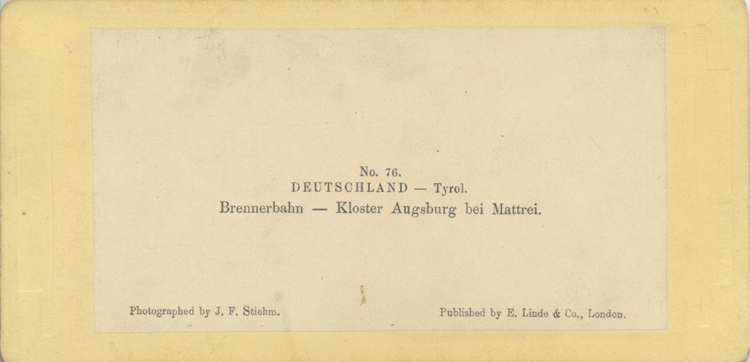 No. 76.
DEUTSCHLAND — Tyrol.
Brennerbahn — Kloster Augsburg bei Mattrei.
Photographed by J. F. Stiehm.
Published by E. Linde & Co., London.